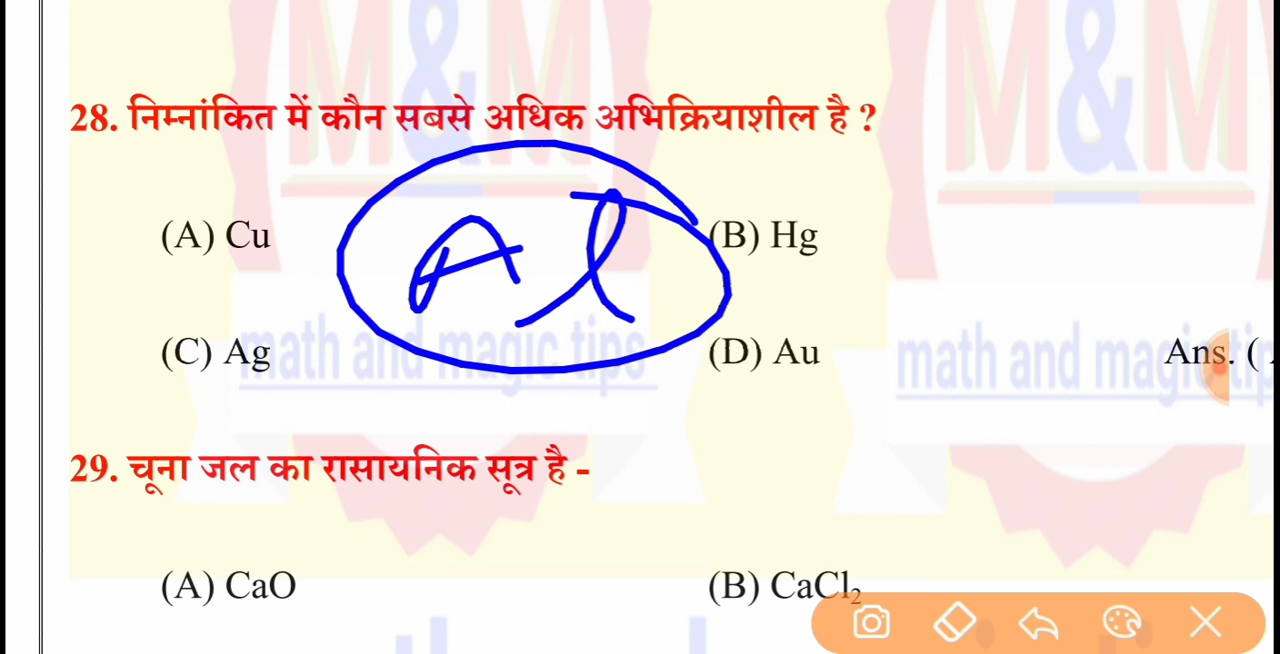 M&M M&M
28. निम्नांकित में कौन सबसे अधिक अभिक्रियाशील है ?
(A) Cu (B) Hg
Al
(C) Ag (D) Au Ans. (
math and magic tips math and magic tip
29. चूना जल का रासायनिक सूत्र है -
(A) CaO (B) CaCl₂